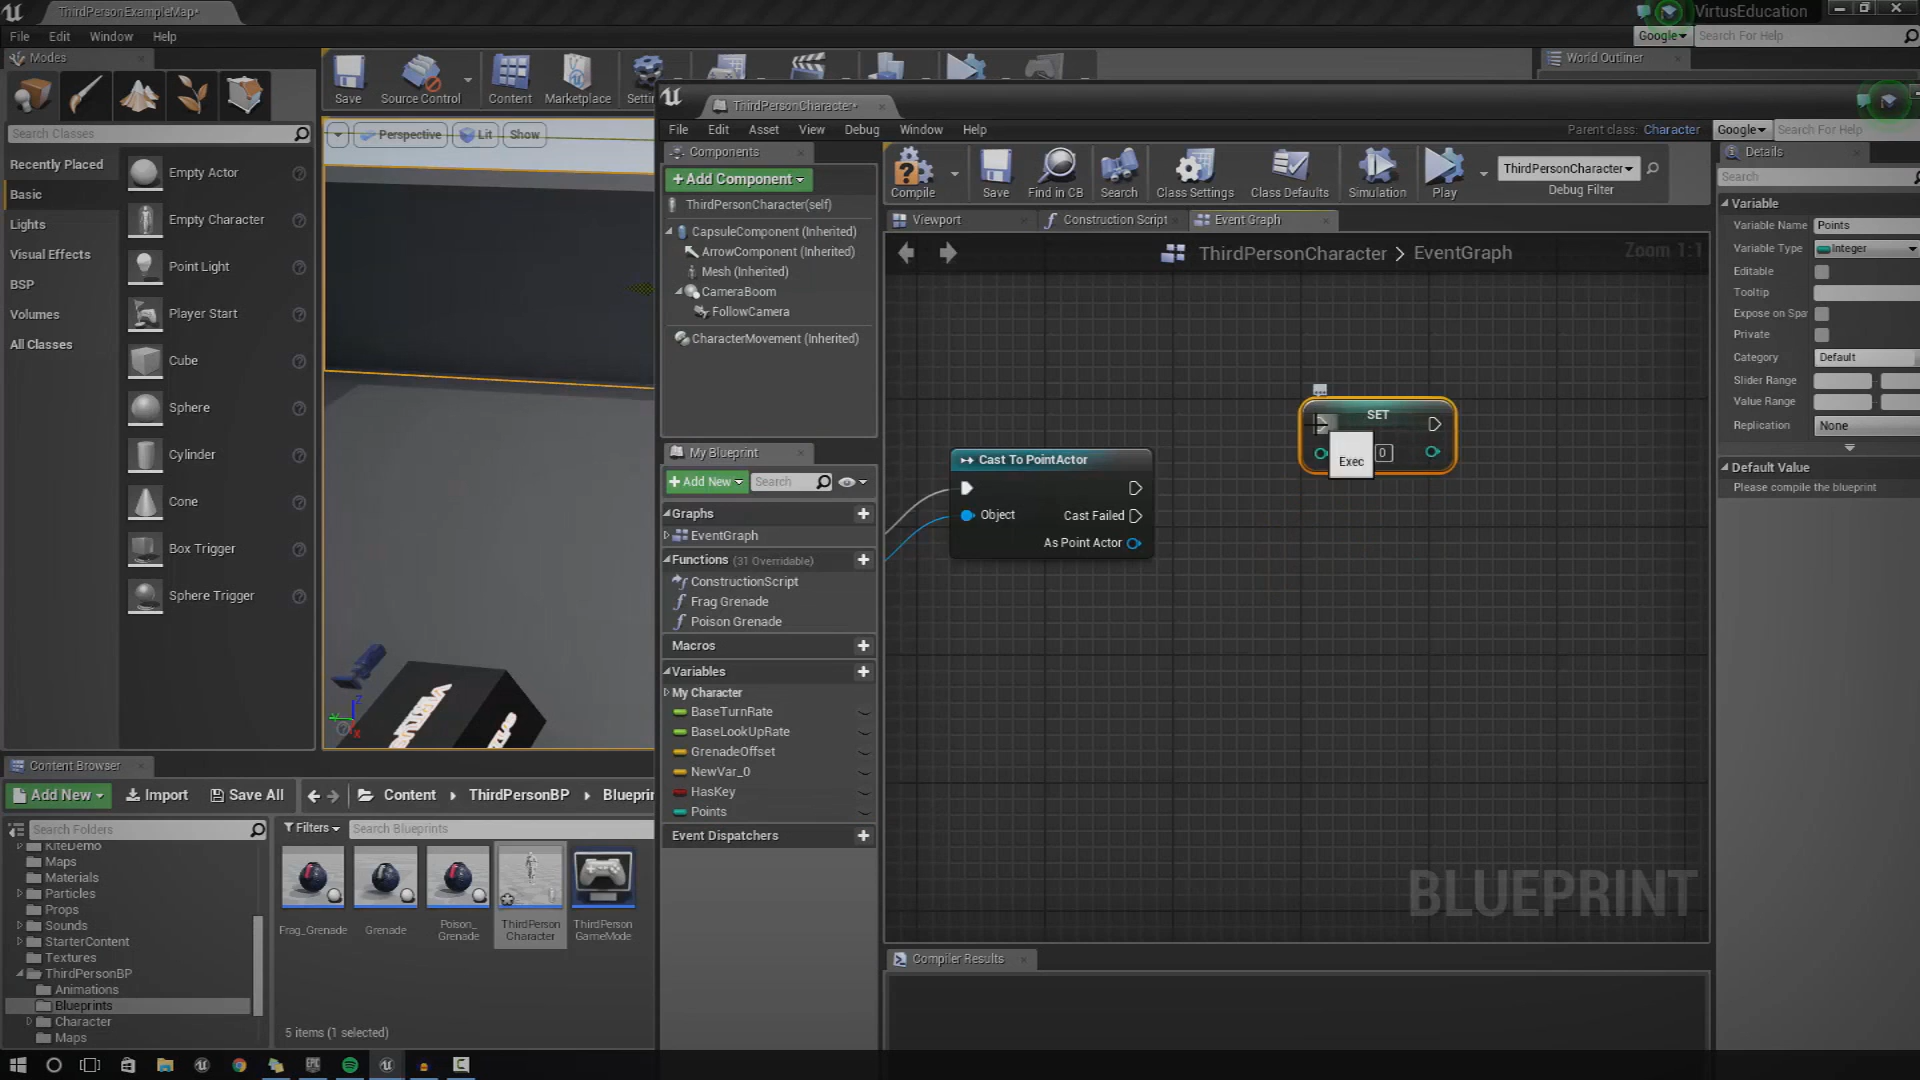 ThirdPersonExampleMap*
VirtusEducation
File Edit Window Help
Google
Search For Help
Modes
World Outliner
Save
Source Control
Content
Marketplace
Search Classes
Recently Placed
Basic
Lights
Visual Effects
BSP
Volumes
All Classes
Empty Actor
Empty Character
Point Light
Player Start
Cube
Sphere
Cylinder
Cone
Box Trigger
Sphere Trigger
Perspective
Lit
Show
ThirdPersonCharacter*
File Edit Asset View Debug Window Help
Parent class: Character
Google
Search For Help
Components
+Add Component
ThirdPersonCharacter(self)
CapsuleComponent (Inherited)
ArrowComponent (Inherited)
Mesh (Inherited)
CameraBoom
FollowCamera
CharacterMovement (Inherited)
Compile
Save
Find in CB
Search
Class Settings
Class Defaults
Simulation
Play
ThirdPersonCharacter
Debug Filter
Viewport
Construction Script
Event Graph
ThirdPersonCharacter > EventGraph
Zoom 1:1
SET
Exec
0
Cast To PointActor
Object
Cast Failed
As Point Actor
BLUEPRINT
My Blueprint
+Add New
Search
Graphs
EventGraph
Functions (31 Overridable)
ConstructionScript
Frag Grenade
Poison Grenade
Macros
Variables
My Character
BaseTurnRate
BaseLookUpRate
GrenadeOffset
NewVar_0
HasKey
Points
Event Dispatchers
Compiler Results
Details
Search
Variable
Variable Name Points
Variable Type Integer
Editable
Tooltip
Expose on Spa
Private
Category Default
Slider Range
Value Range
Replication None
Default Value
Please compile the blueprint
Content Browser
Add New
Import
Save All
Content
ThirdPersonBP
Search Folders
Filters
Search Blueprints
KiteDemo
Maps
Materials
Particles
Props
Sounds
StarterContent
Textures
ThirdPersonBP
Animations
Blueprints
Character
Maps
Frag_Grenade
Grenade
Poison_
Grenade
ThirdPerson
Character
ThirdPerson
GameMode
5 items (1 selected)